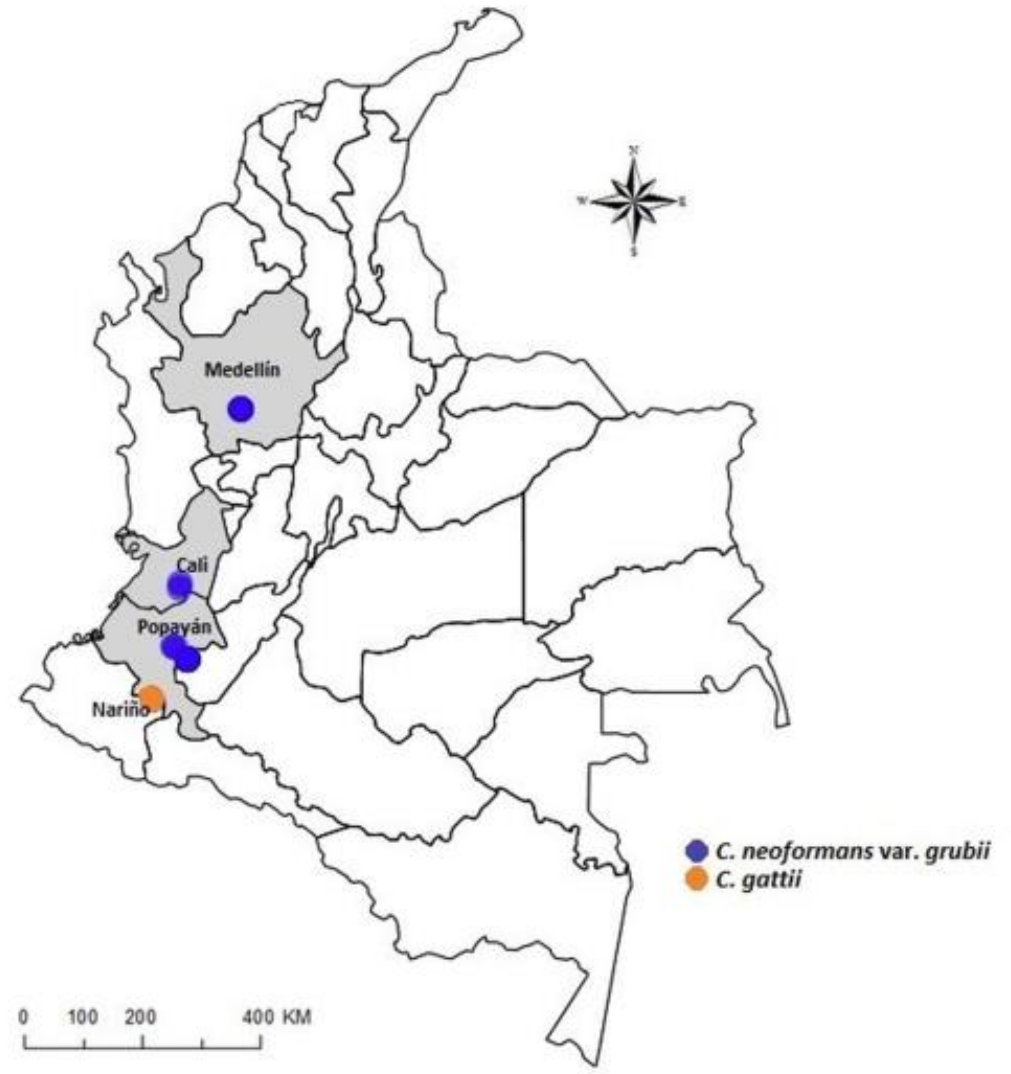 N
W
E
S
Medellín
Cali
Popayán
Nariño
C. neoformans var. grubii
C. gattii
0 100 200 400 KM